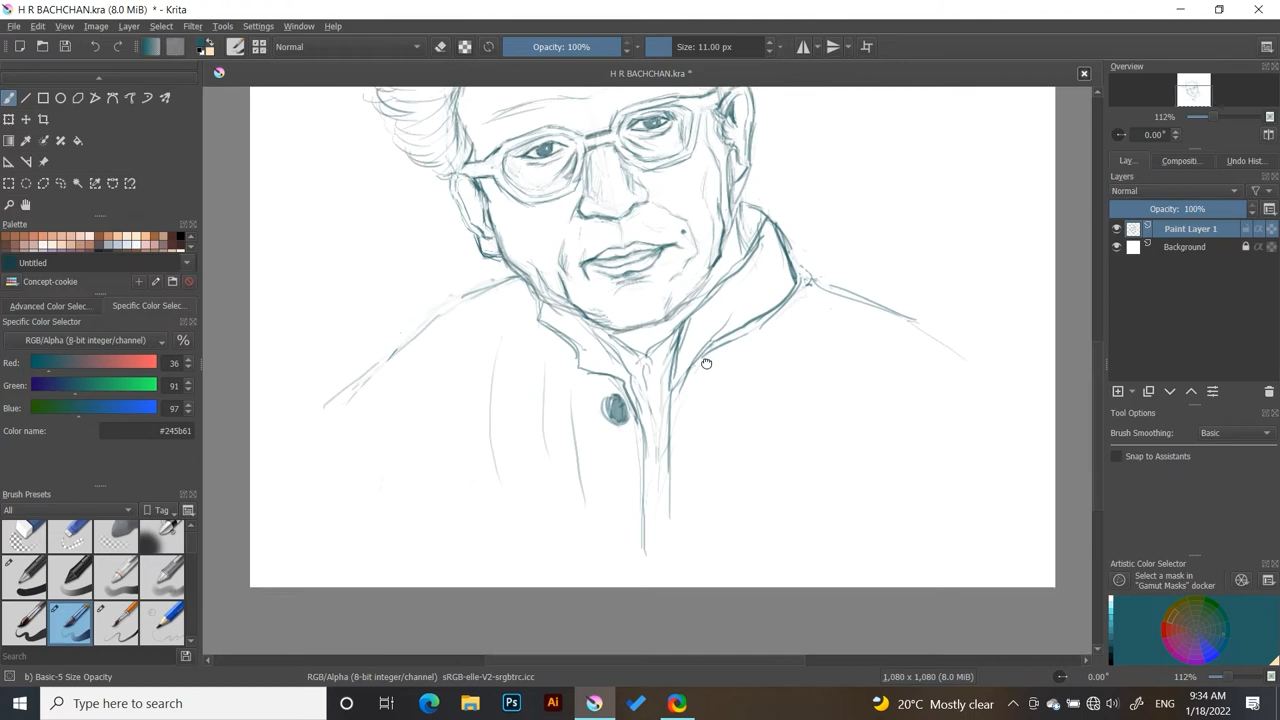 H R BACHCHAN.kra (8.0 MiB) * - Krita
File Edit View Image Layer Select Filter Tools Settings Window Help
Normal Opacity: 100% Size: 11.00 px
H R BACHCHAN.kra *
Overview
112%
0.00°
Lay... Compositi... Undo Hist...
Layers
Normal
Opacity: 100%
Paint Layer 1
Background
Palette
Untitled
Concept-cookie
Advanced Color Selec... Specific Color Selector
Specific Color Selector
RGB/Alpha (8-bit integer/channel)
Red: 36
Green: 91
Blue: 97
Color name: #245b61
Brush Presets
All Tag
Search
Tool Options
Brush Smoothing: Basic
Snap to Assistants
Artistic Color Selector
Select a mask in
"Gamut Masks" docker
b) Basic-5 Size Opacity RGB/Alpha (8-bit integer/channel) sRGB-elle-V2-srgbtrc.icc 1,080 x 1,080 (8.0 MiB) 0.00° 112%
Type here to search Ps Ai 20°C Mostly clear ENG 9:34 AM
1/18/2022